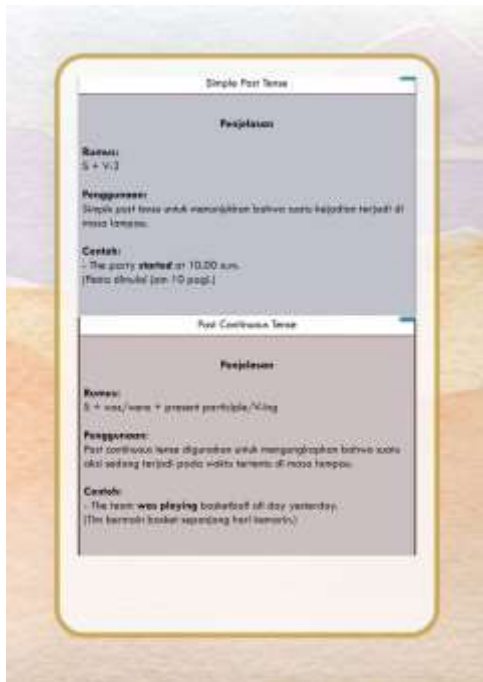 Simple Past Tense
Penjelasan
Rumus:
S + V-2
Penggunaan:
Simple past tense untuk menunjukkan bahwa suatu kejadian terjadi di
masa lampau.
Contoh:
- The party started at 10.00 a.m.
(Pesta dimulai jam 10 pagi.)
Past Continuous Tense
Penjelasan
Rumus:
S + was/were + present participle/V-ing
Penggunaan:
Past continuous tense digunakan untuk mengungkapkan bahwa suatu
aksi sedang terjadi pada waktu tertentu di masa lampau.
Contoh:
- The team was playing basketball all day yesterday.
(Tim bermain basket sepanjang hari kemarin.)